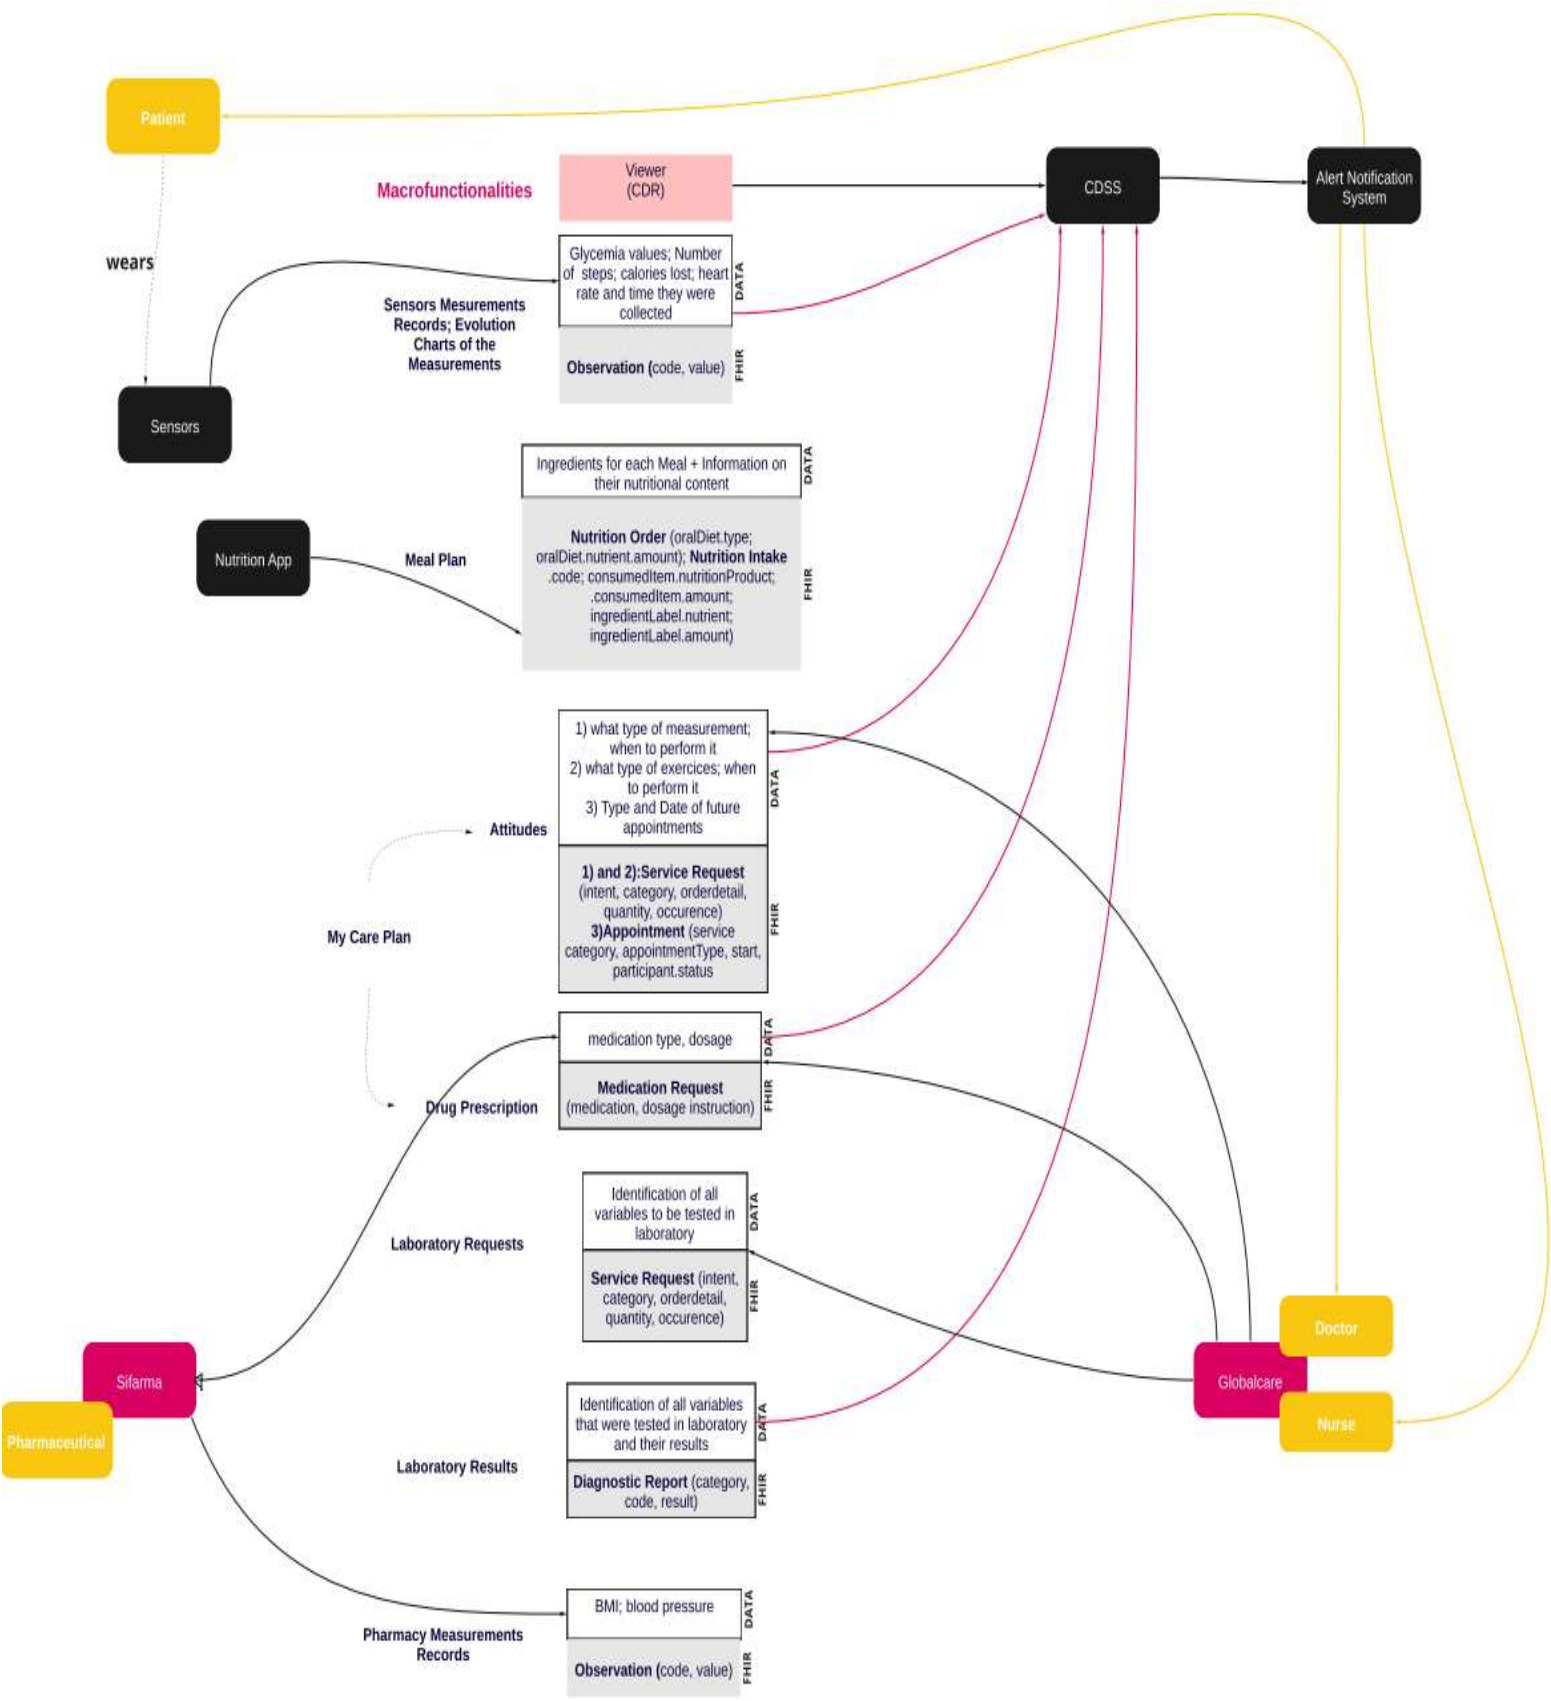 Patient
Macrofunctionalities
Viewer
(CDR)
CDSS
Alert Notification
System
wears
Glycemia values; Number
of steps; calories lost; heart
rate and time they were
collected
DATA
Sensors Mesurements
Records; Evolution
Charts of the
Measurements
Observation (code, value)
FHIR
Sensors
Ingredients for each Meal + Information on
their nutritional content
DATA
Nutrition App
Meal Plan
Nutrition Order (oralDiet.type;
oralDiet.nutrient.amount); Nutrition Intake
.code; consumedItem.nutritionProduct;
.consumedItem.amount;
ingredientLabel.nutrient;
ingredientLabel.amount)
FHIR
1) what type of measurement;
when to perform it
2) what type of exercices; when
to perform it
3) Type and Date of future
appointments
DATA
Attitudes
1) and 2):Service Request
(intent, category, orderdetail,
quantity, occurence)
3)Appointment (service
category, appointmentType, start,
participant.status
FHIR
My Care Plan
medication type, dosage
DATA
Drug Prescription
Medication Request
(medication, dosage instruction)
FHIR
Identification of all
variables to be tested in
laboratory
DATA
Laboratory Requests
Service Request (intent,
category, orderdetail,
quantity, occurence)
FHIR
Doctor
Globalcare
Nurse
Sifarma
Pharmaceutical
Identification of all variables
that were tested in laboratory
and their results
DATA
Laboratory Results
Diagnostic Report (category,
code, result)
FHIR
BMI; blood pressure
DATA
Pharmacy Measurements
Records
Observation (code, value)
FHIR